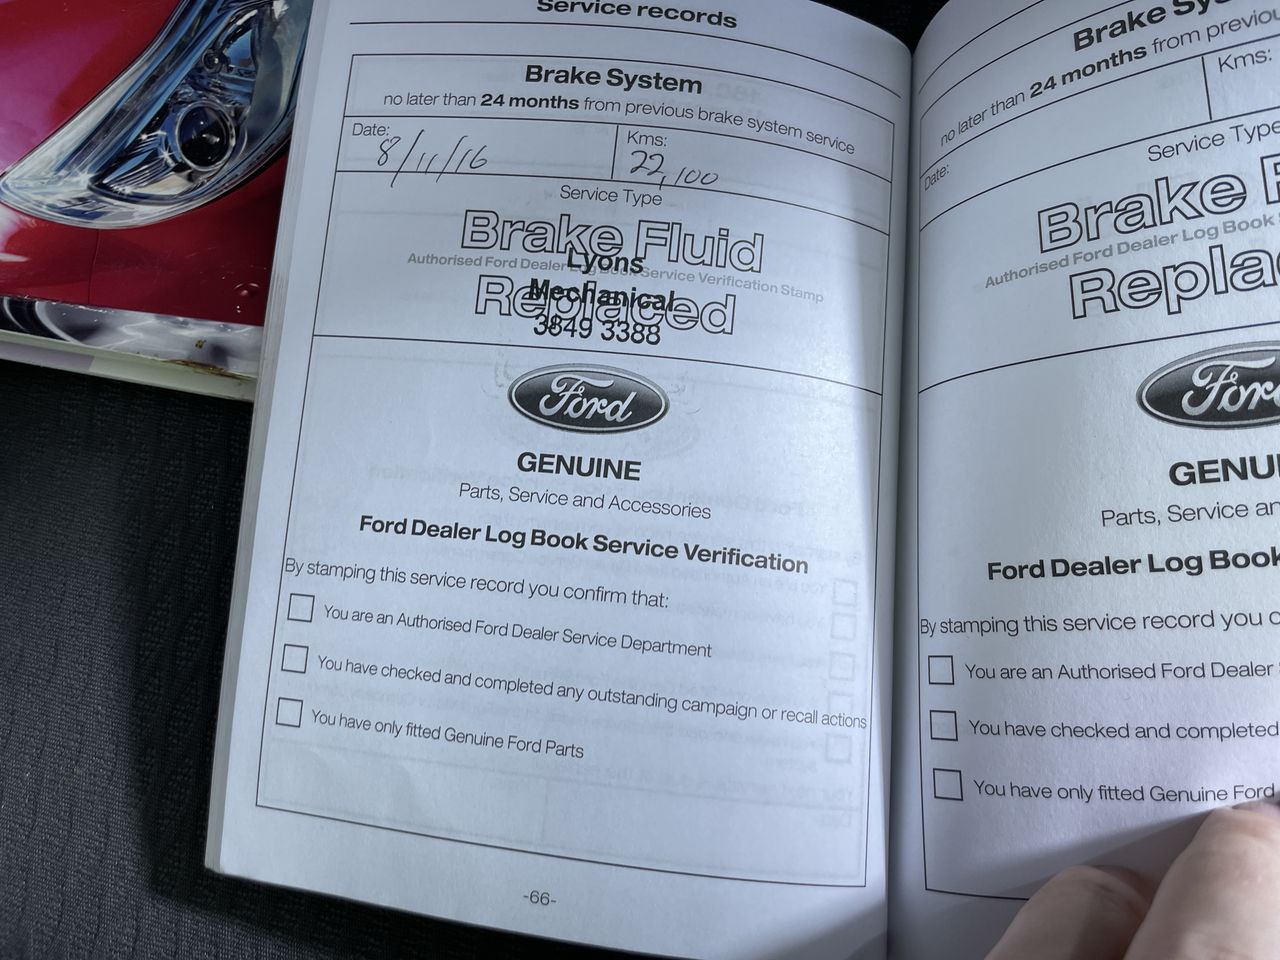 Service records
Brake System
no later than 24 months from previous brake system service
Date: 8/11/16
Kms: 22,100
Service Type
Brake Fluid
Authorised Ford Dealer Log Book Service Verification Stamp
Replaced
Lyons
Mechanical
3849 3388
Ford
GENUINE
Parts, Service and Accessories
Ford Dealer Log Book Service Verification
By stamping this service record you confirm that:
You are an Authorised Ford Dealer Service Department
You have checked and completed any outstanding campaign or recall actions
You have only fitted Genuine Ford Parts
-66-
Brake
no later than 24 months from
Date:
Kms:
Service Type
Brake
Authorised Ford Dealer Log Book
Ford
Parts, Service
Ford Dealer Log Book
By stamping this service record you
You are an Authorised Ford Dealer
You have checked and completed
You have only fitted Genuine Ford